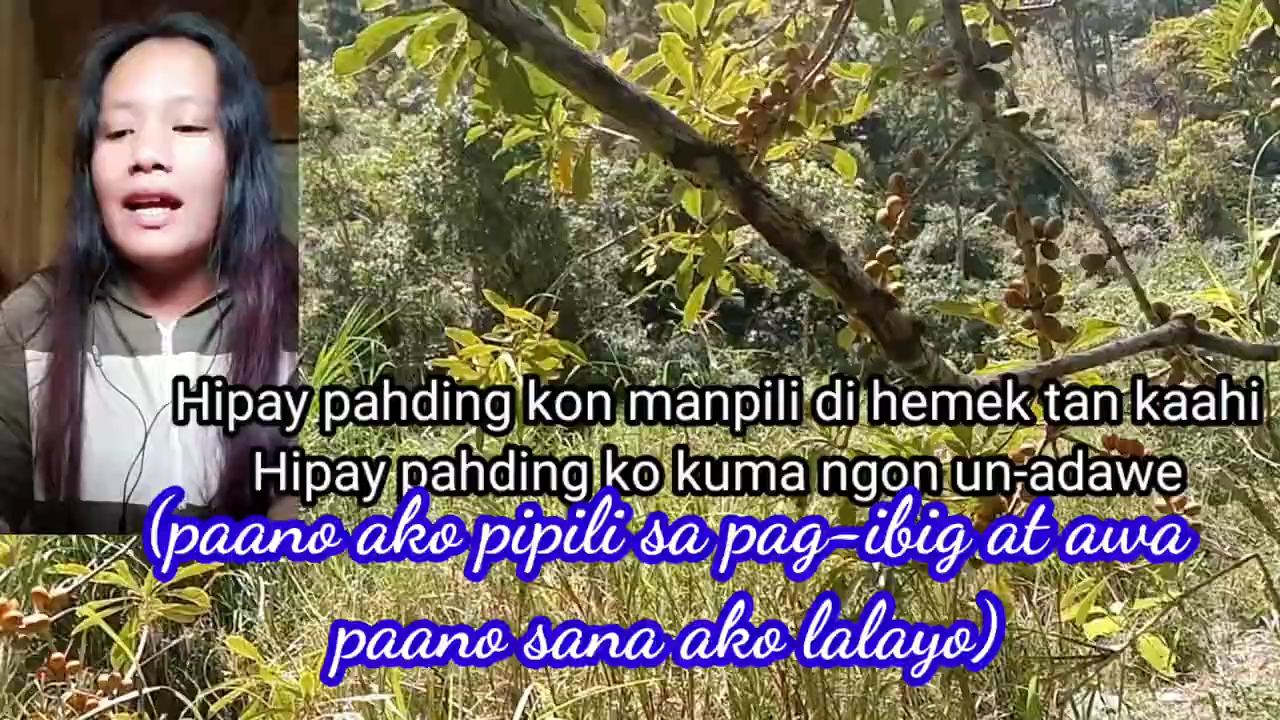 Hipay pahding kon manpili di hemek tan kaahi
Hipay pahding ko kuma ngon un-adawe
(paano ako pipili sa pag-ibig at awa
paano sana ako lalayo)